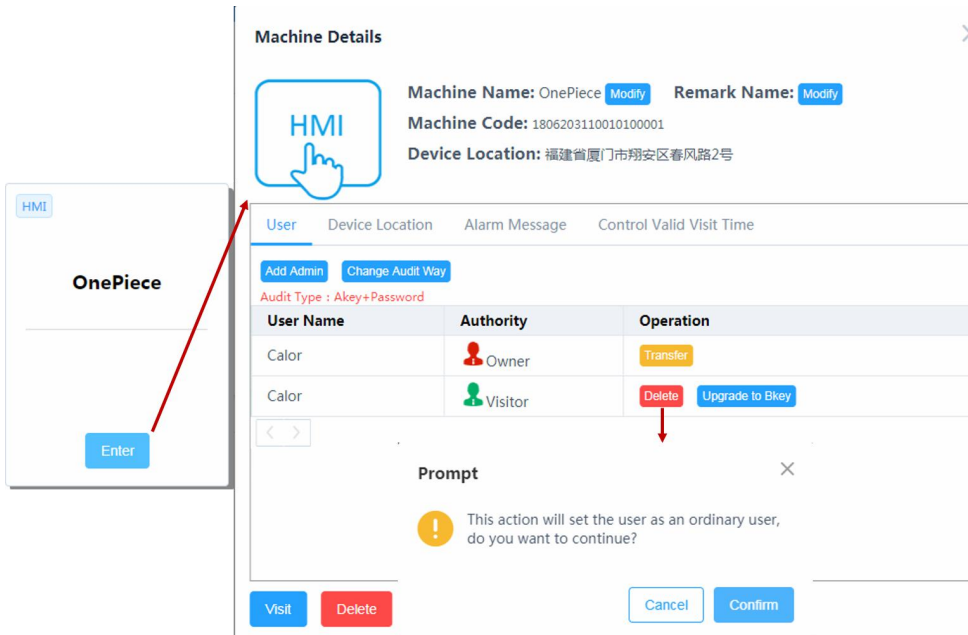 Machine Details
HMI
Machine Name: OnePiece Modify Remark Name: Modify
Machine Code: 1806203110010100001
Device Location: 福建省厦门市翔安区春风路2号
HMI
OnePiece
Enter
User Device Location Alarm Message Control Valid Visit Time
Add Admin Change Audit Way
Audit Type : Akey+Password
User Name Authority Operation
Calor Owner Transfer
Calor Visitor Delete Upgrade to Bkey
Prompt
This action will set the user as an ordinary user,
do you want to continue?
Cancel Confirm
Visit Delete